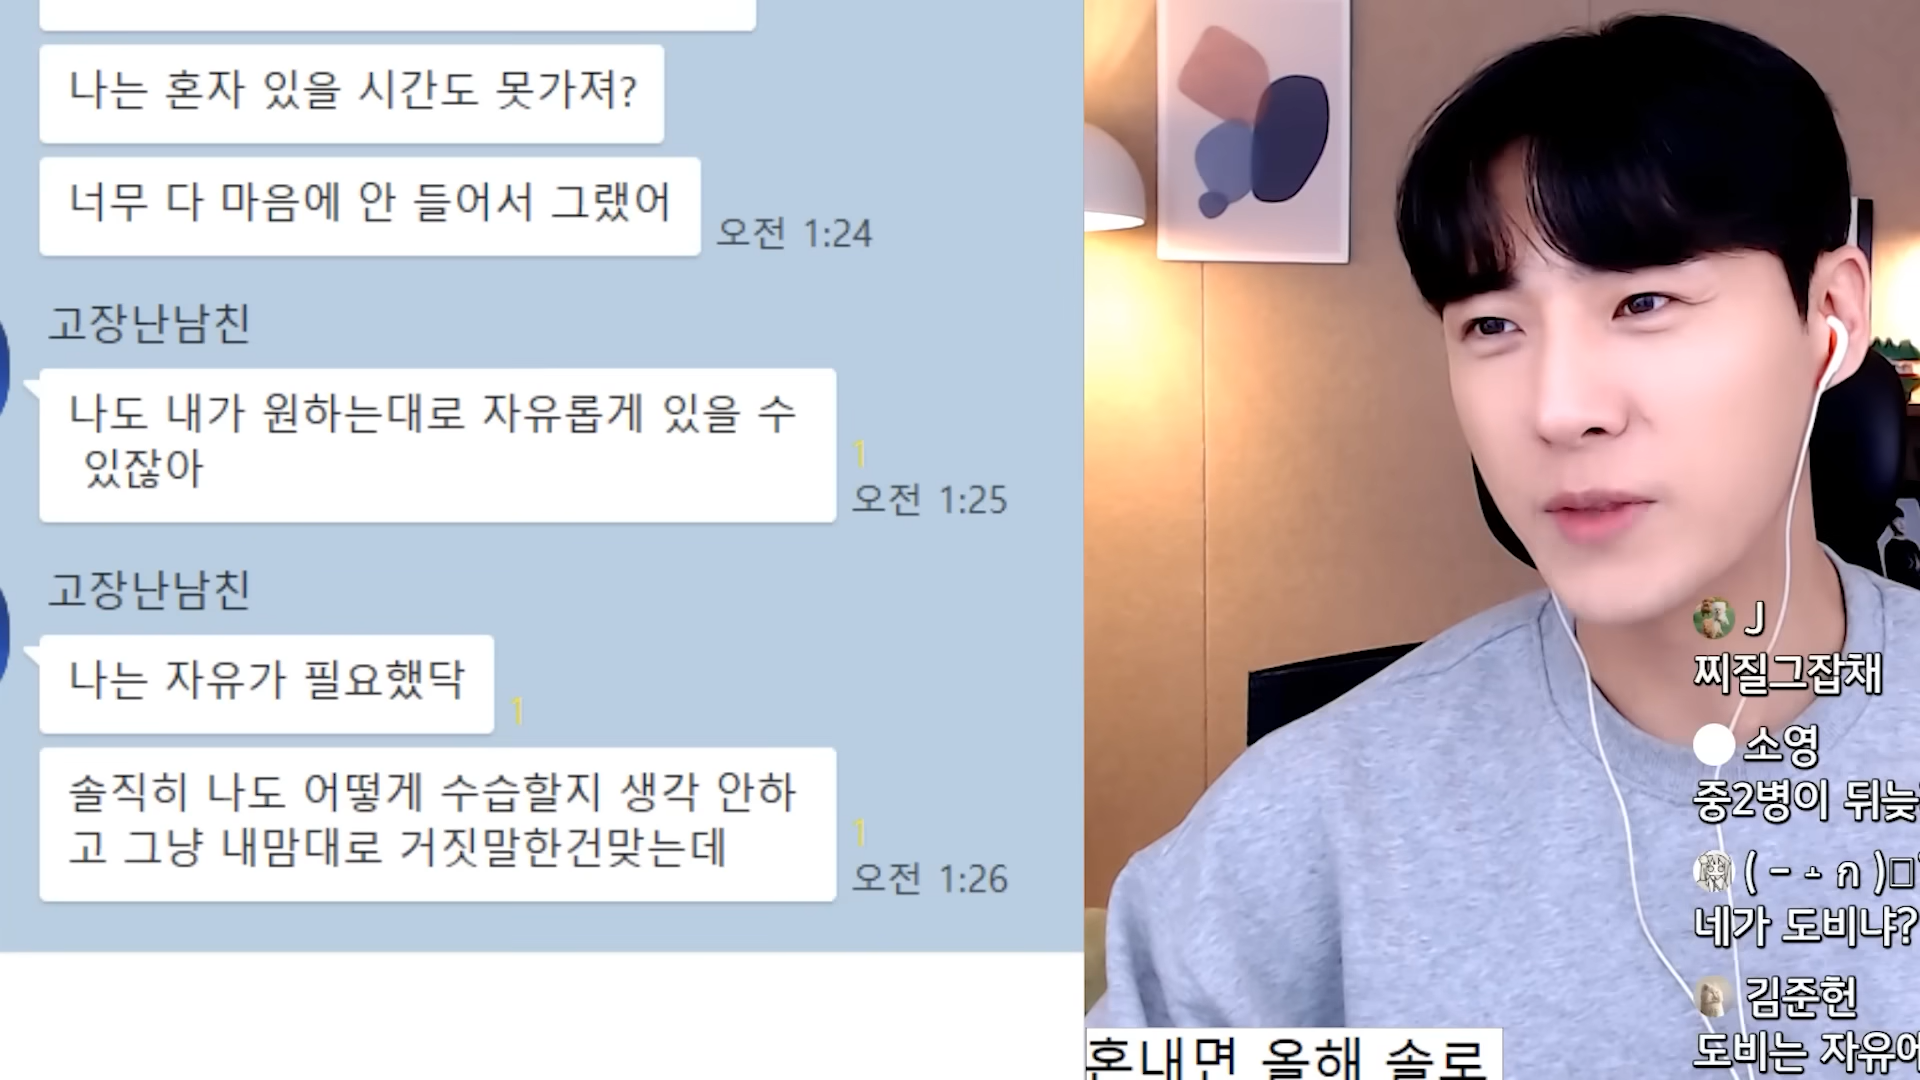 나는 혼자 있을 시간도 못가져?
너무 다 마음에 안 들어서 그랬어
오전 1:24
고장난남친
나도 내가 원하는대로 자유롭게 있을 수
있잖아
1
오전 1:25
고장난남친
나는 자유가 필요했닥
1
솔직히 나도 어떻게 수습할지 생각 안하
고 그냥 내맘대로 거짓말한건맞는데
1
오전 1:26
J
찌질그잡채
소영
중2병이 뒤늦
네가 도비냐?
김준헌
도비는 자유에
혼내면 올해 솔로